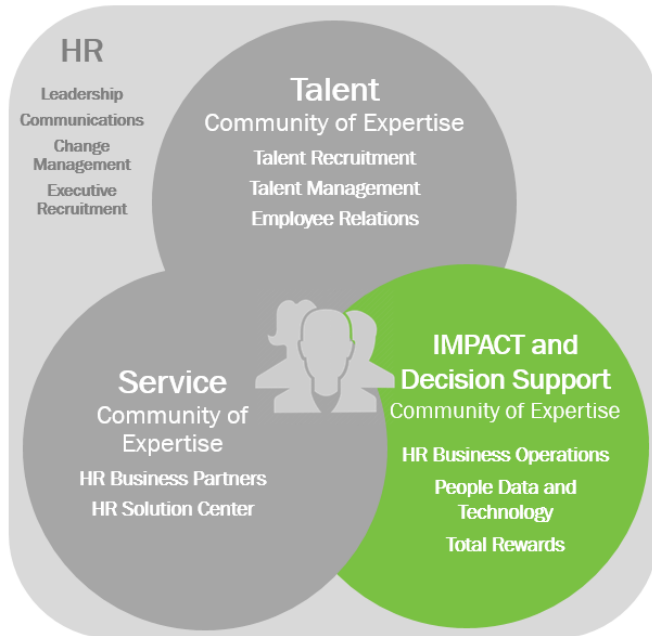 HR
Leadership
Communications
Change
Management
Executive
Recruitment
Talent
Community of Expertise
Talent Recruitment
Talent Management
Employee Relations
Service
Community of
Expertise
HR Business Partners
HR Solution Center
IMPACT and
Decision Support
Community of Expertise
HR Business Operations
People Data and
Technology
Total Rewards